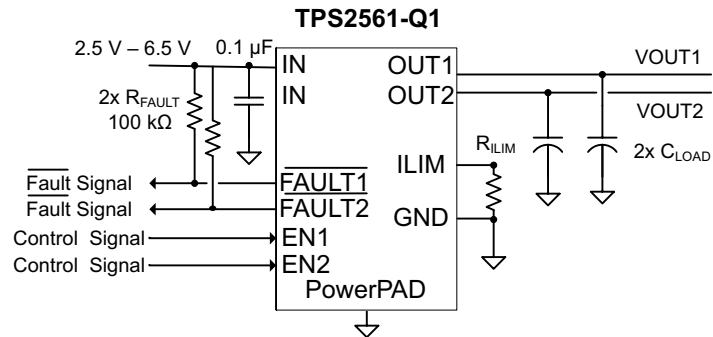 TPS2561-Q1
2.5 V – 6.5 V
0.1 µF
IN
IN
OUT1
OUT2
VOUT1
VOUT2
2x RFAULT
100 kΩ
RILIM
2x CLOAD
ILIM
GND
Fault Signal
Fault Signal
FAULT1
FAULT2
Control Signal
Control Signal
EN1
EN2
PowerPAD